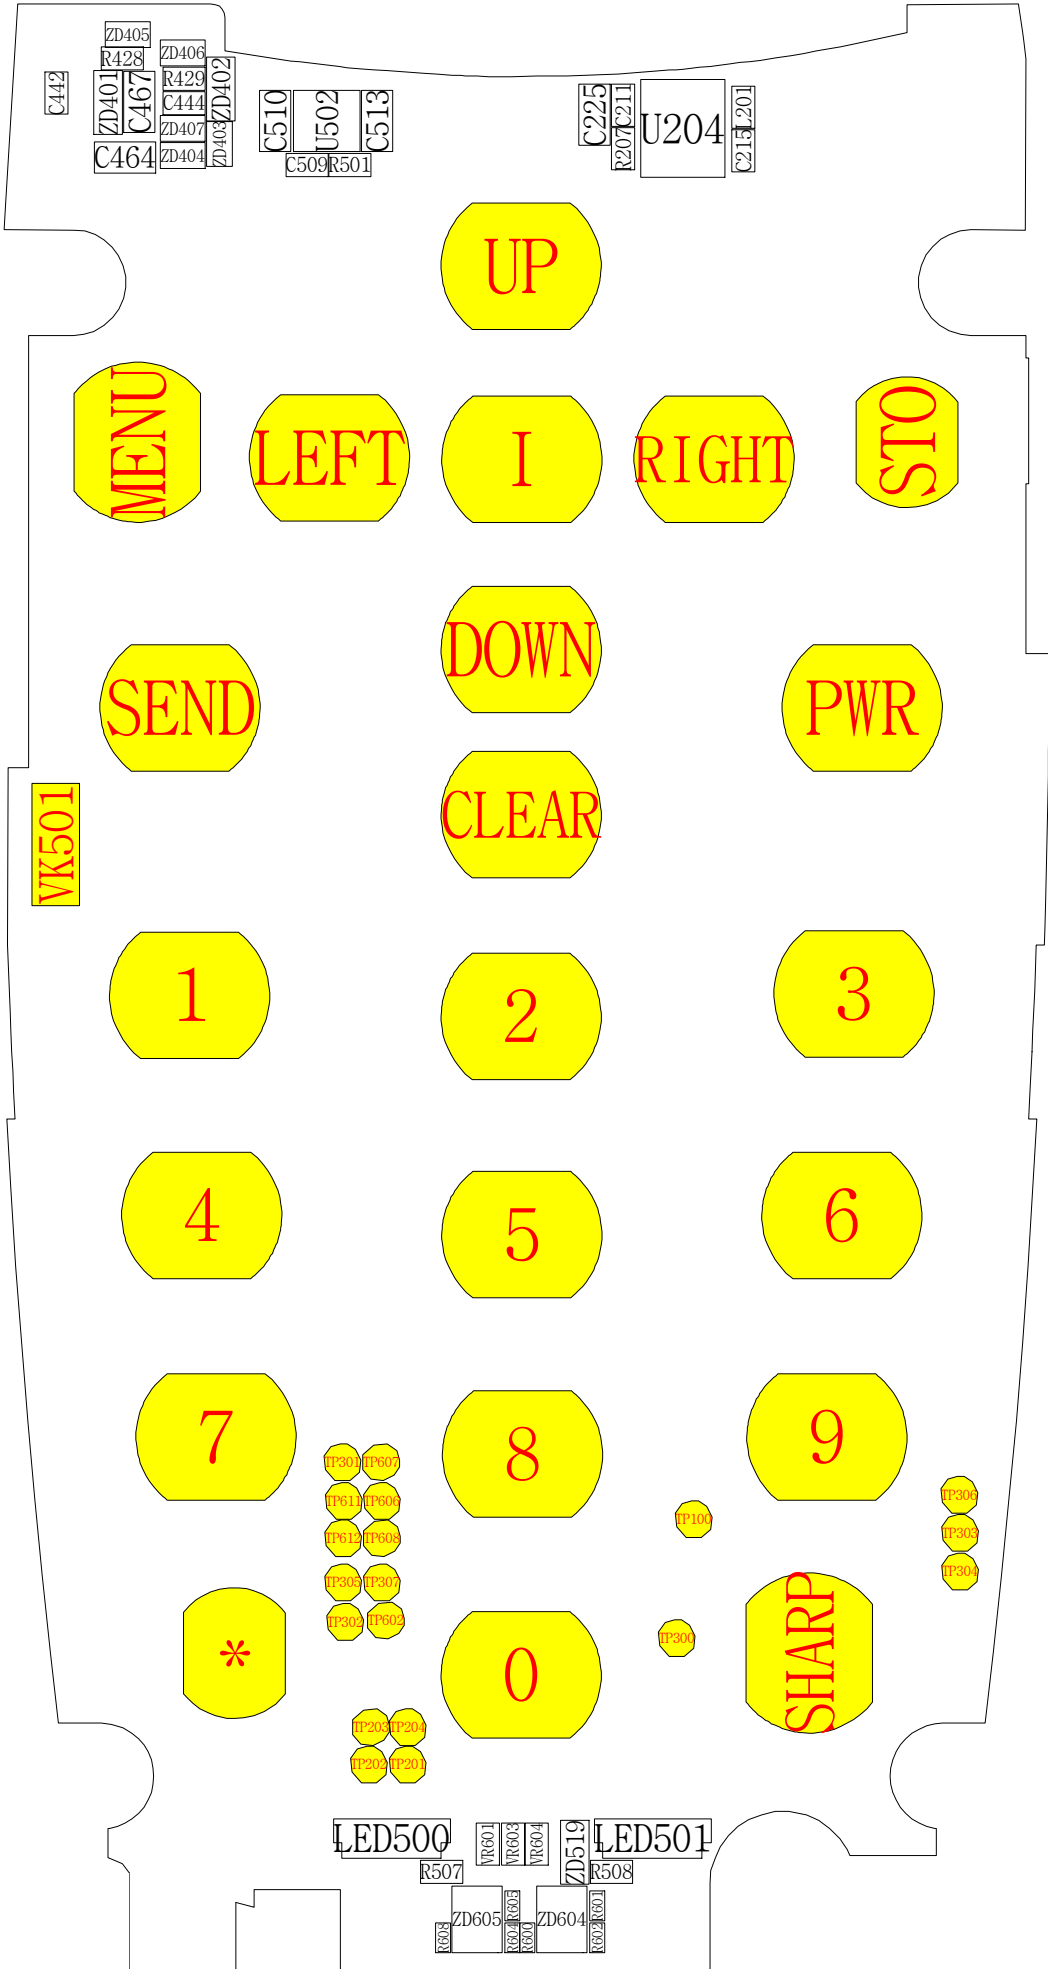 ZD405
R428
ZD406
C442
ZD401
C467
R429
C444
ZD402
ZD407
ZD403
C464
ZD404
C510
U502
C513
C509
R501
C225
C211
R207
U204
L201
C215
UP
MENU
LEFT
I
RIGHT
STO
DOWN
SEND
PWR
CLEAR
VK501
1
2
3
4
5
6
7
8
9
TP301
TP607
TP611
TP606
TP612
TP608
TP305
TP307
TP302
TP602
TP100
TP300
TP306
TP303
TP304
*
0
SHARP
TP203
TP204
TP202
TP201
LED500
VR601
VR603
VR604
ZD519
LED501
R507
R508
R608
ZD605
R605
R604
R600
ZD604
R601
R602